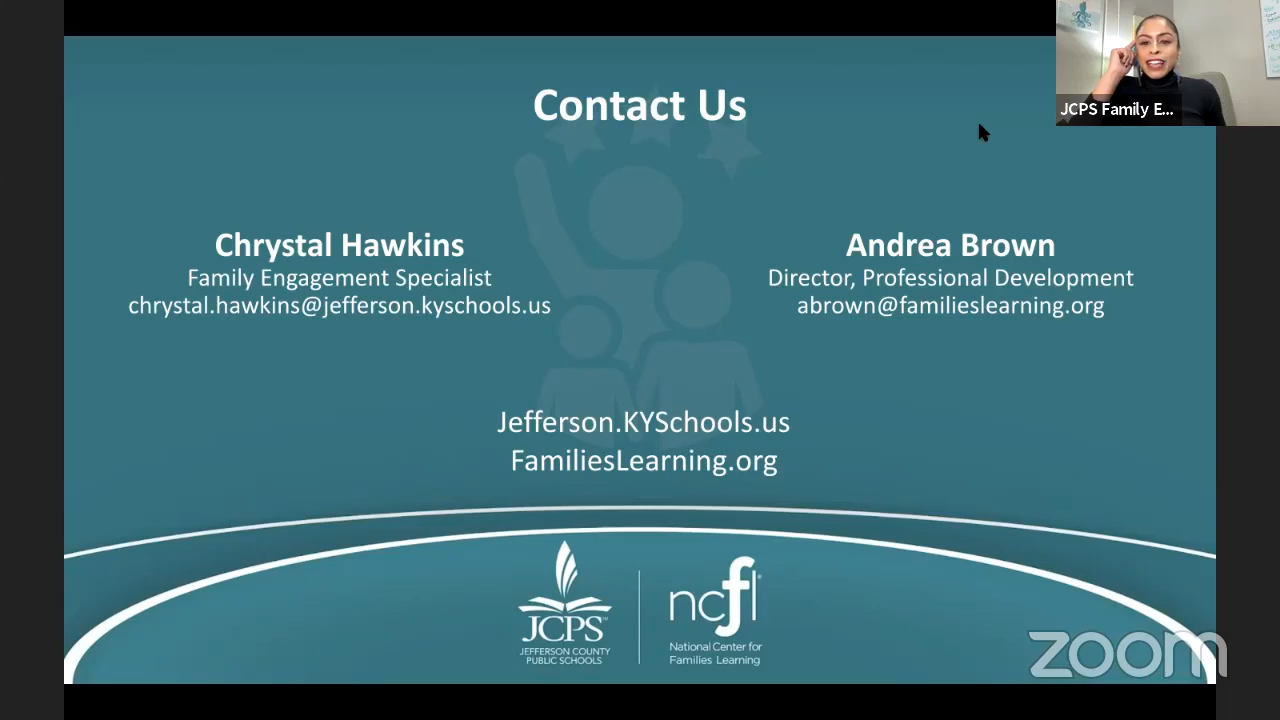 Contact Us
JCPS Family E...
Chrystal Hawkins
Family Engagement Specialist
chrystal.hawkins@jefferson.kyschools.us
Andrea Brown
Director, Professional Development
abrown@familieslearning.org
Jefferson.KYSchools.us
FamiliesLearning.org
JCPS™
JEFFERSON COUNTY
PUBLIC SCHOOLS
ncfl®
National Center for
Families Learning
zoom